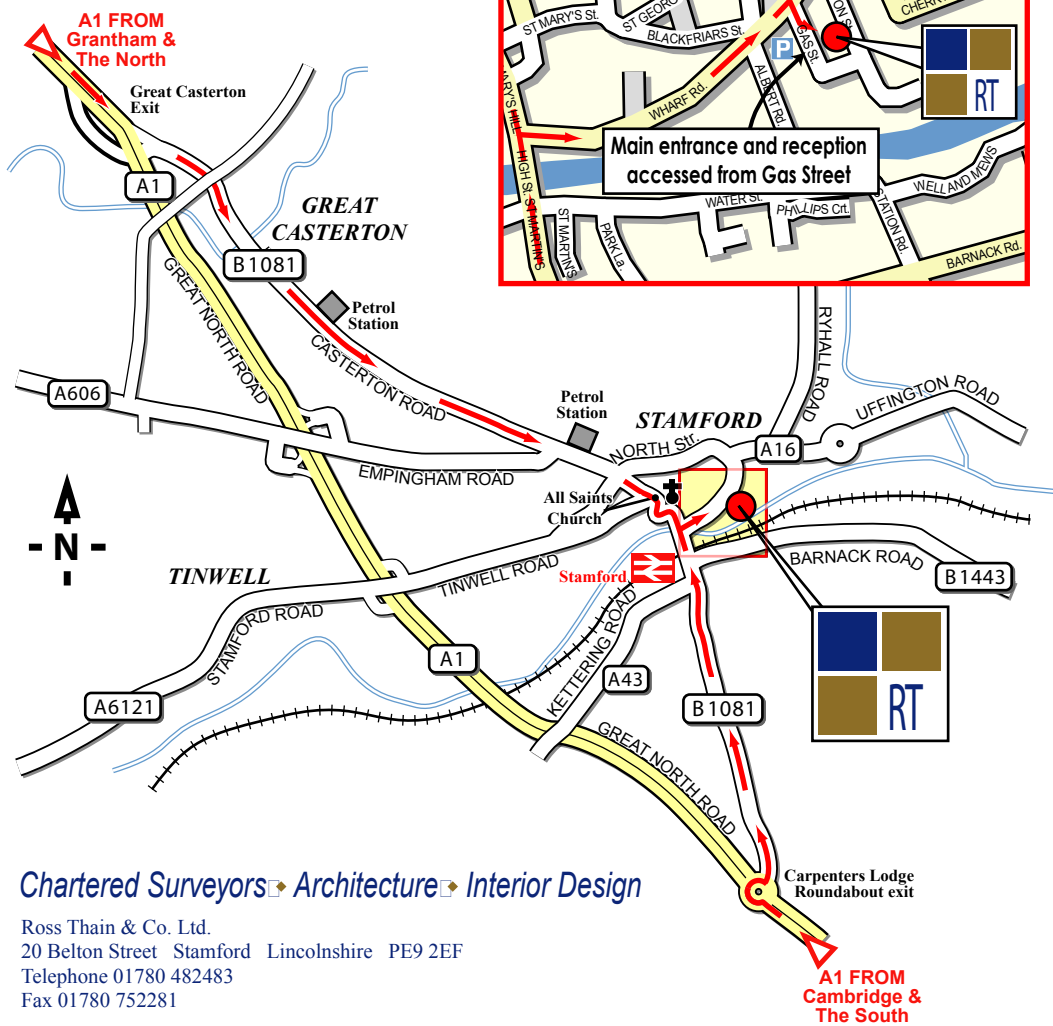 A1 FROM
Grantham &
The North
Great Casterton
Exit
A1
GREAT
CASTERTON
B1081
GREAT NORTH ROAD
Petrol
Station
CASTERTON ROAD
A606
EMPINGHAM ROAD
Petrol
Station
STAMFORD
NORTH Str.
A16
RYHALL ROAD
UFFINGTON ROAD
All Saints
Church
N
TINWELL
TINWELL ROAD
STAMFORD ROAD
Stamford
BARNACK ROAD
B1443
KETTERING ROAD
A1
A43
A6121
B1081
RT
GREAT NORTH ROAD
Carpenters Lodge
Roundabout exit
A1 FROM
Cambridge &
The South
ST MARY'S St.
BLACKFRIARS St.
P
GAS St.
RT
WHARF Rd.
ALBERT Rd.
HIGH St. ST MARTIN'S
Main entrance and reception
accessed from Gas Street
WATER St.
PHILLIPS Crt.
WELLAND MEWS
ST MARTIN'S
PARK La.
STATION Rd.
BARNACK Rd.
Chartered Surveyors Architecture Interior Design
Ross Thain & Co. Ltd.
20 Belton Street Stamford Lincolnshire PE9 2EF
Telephone 01780 482483
Fax 01780 752281